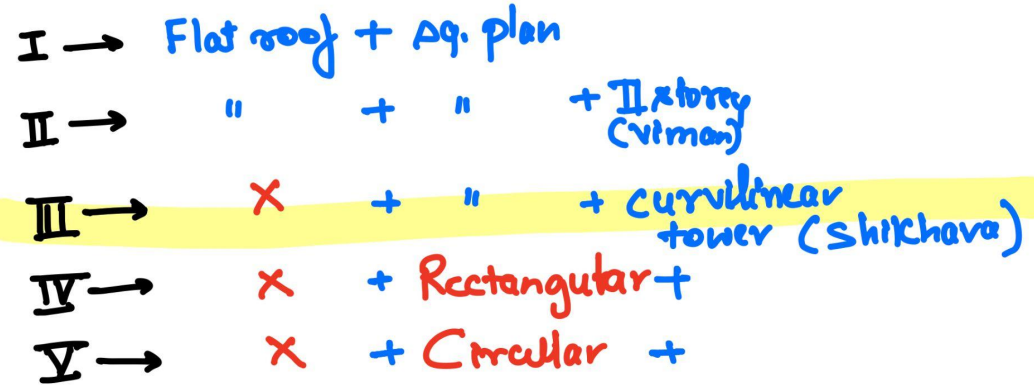 I → Flat roof + sq. plan
II → " + " + II storey
(viman)
III → × + " + curvilinear
tower (shikhara)
IV → × + Rectangular +
V → × + Circular +